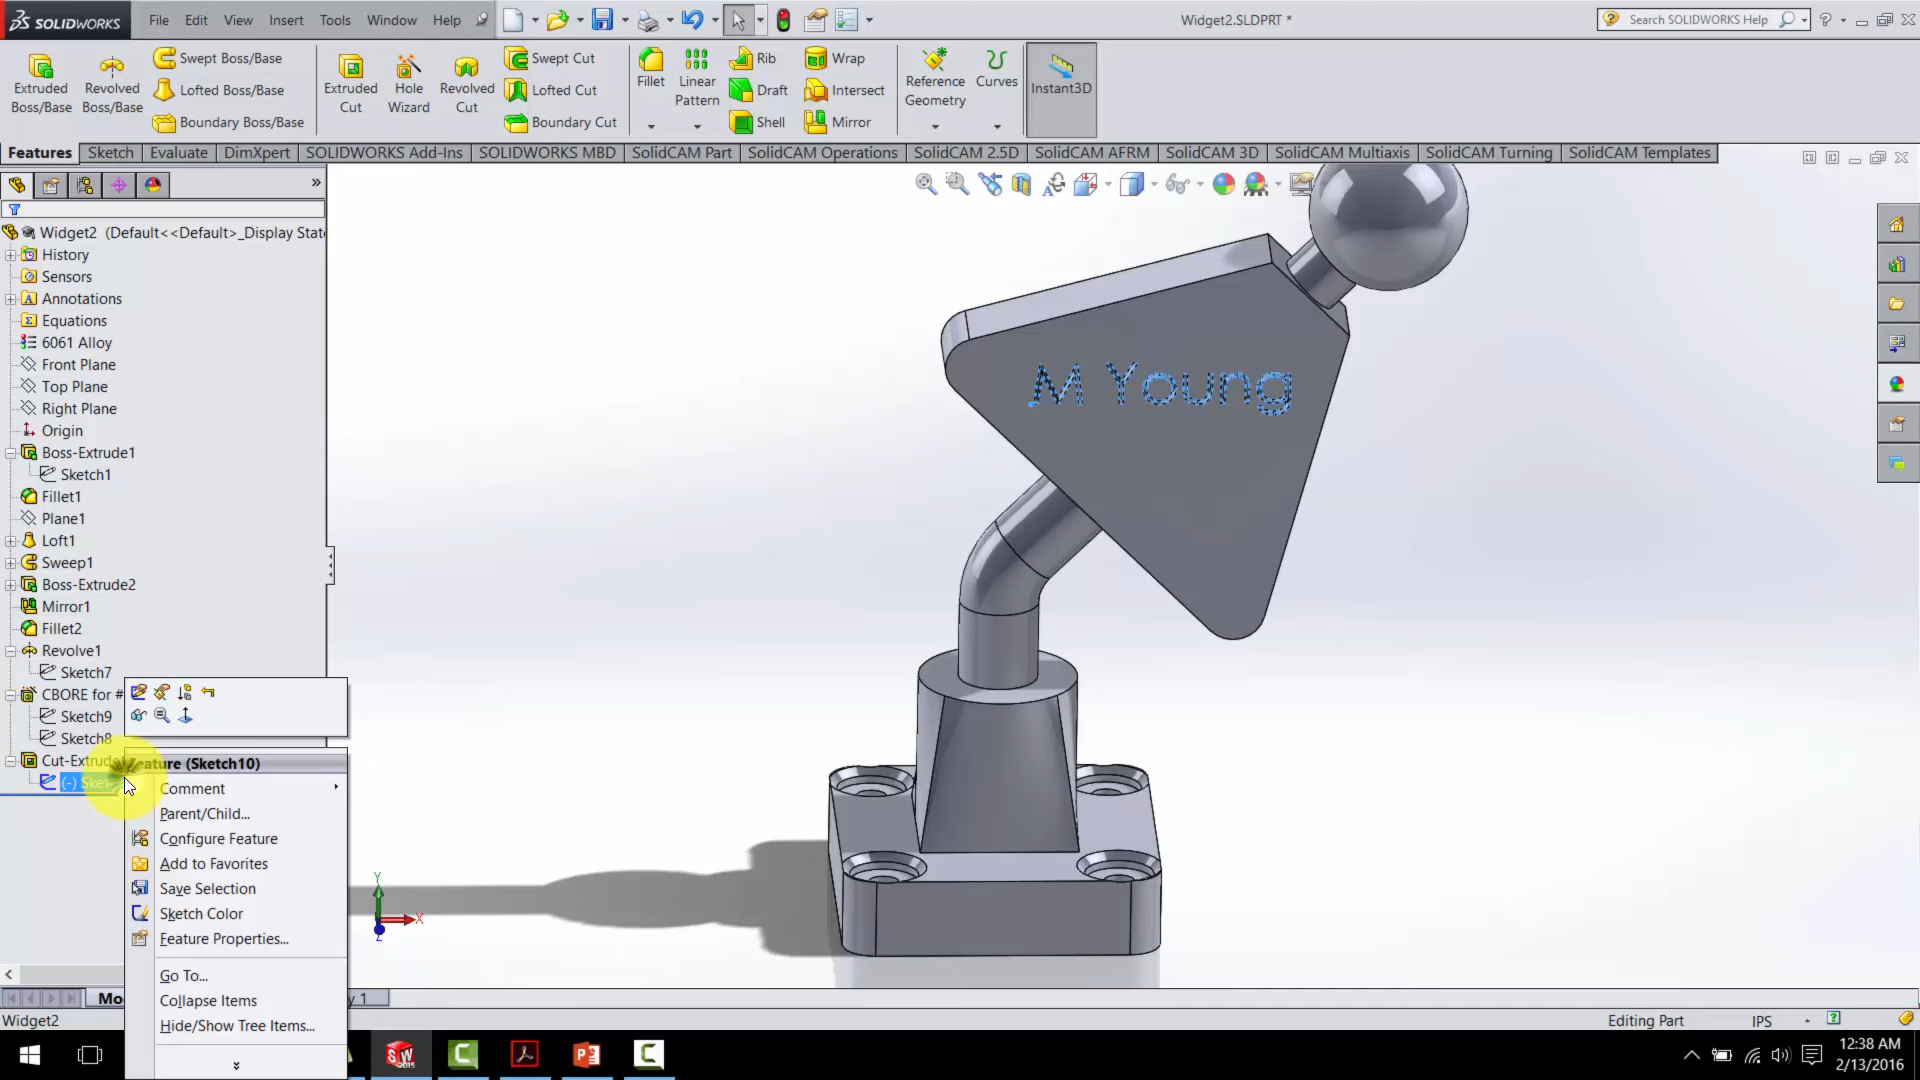 SOLIDWORKS
File Edit View Insert Tools Window Help
Widget2.SLDPRT *
Search SOLIDWORKS Help
Extruded Boss/Base
Revolved Boss/Base
Swept Boss/Base
Lofted Boss/Base
Boundary Boss/Base
Extruded Cut
Hole Wizard
Revolved Cut
Swept Cut
Lofted Cut
Boundary Cut
Fillet
Linear Pattern
Rib
Draft
Shell
Wrap
Intersect
Mirror
Reference Geometry
Curves
Instant3D
Features Sketch Evaluate DimXpert SOLIDWORKS Add-Ins SOLIDWORKS MBD SolidCAM Part SolidCAM Operations SolidCAM 2.5D SolidCAM AFRM SolidCAM 3D SolidCAM Multiaxis SolidCAM Turning SolidCAM Templates
Widget2 (Default<<Default>_Display Stat
History
Sensors
Annotations
Equations
6061 Alloy
Front Plane
Top Plane
Right Plane
Origin
Boss-Extrude1
Sketch1
Fillet1
Plane1
Loft1
Sweep1
Boss-Extrude2
Mirror1
Fillet2
Revolve1
Sketch7
CBORE for #
Sketch9
Sketch8
Cut-Extrude
(-) Ske
Feature (Sketch10)
Comment
Parent/Child...
Configure Feature
Add to Favorites
Save Selection
Sketch Color
Feature Properties...
Go To...
Collapse Items
Hide/Show Tree Items...
M Young
Y
X
Z
Mo
y 1
Widget2
Editing Part
IPS
SW
2015
12:38 AM
2/13/2016